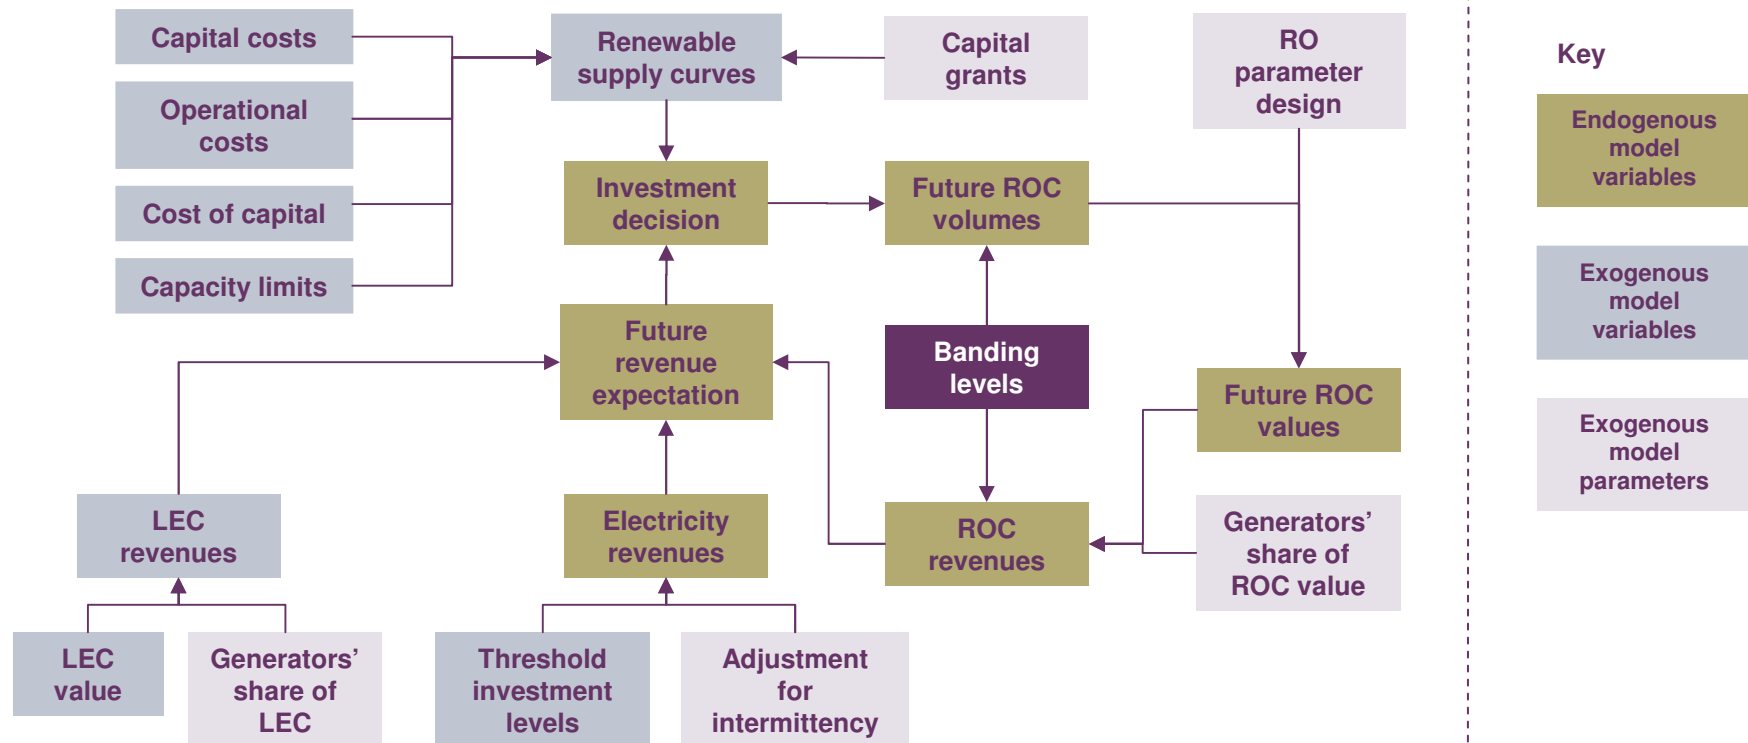 Capital costs
Operational
costs
Cost of capital
Capacity limits
Renewable
supply curves
Capital
grants
RO
parameter
design
Investment
decision
Future ROC
volumes
Future
revenue
expectation
Banding
levels
Future ROC
values
LEC
revenues
Electricity
revenues
ROC
revenues
Generators’
share of
ROC value
LEC
value
Generators’
share of
LEC
Threshold
investment
levels
Adjustment
for
intermittency
Key
Endogenous
model
variables
Exogenous
model
variables
Exogenous
model
parameters